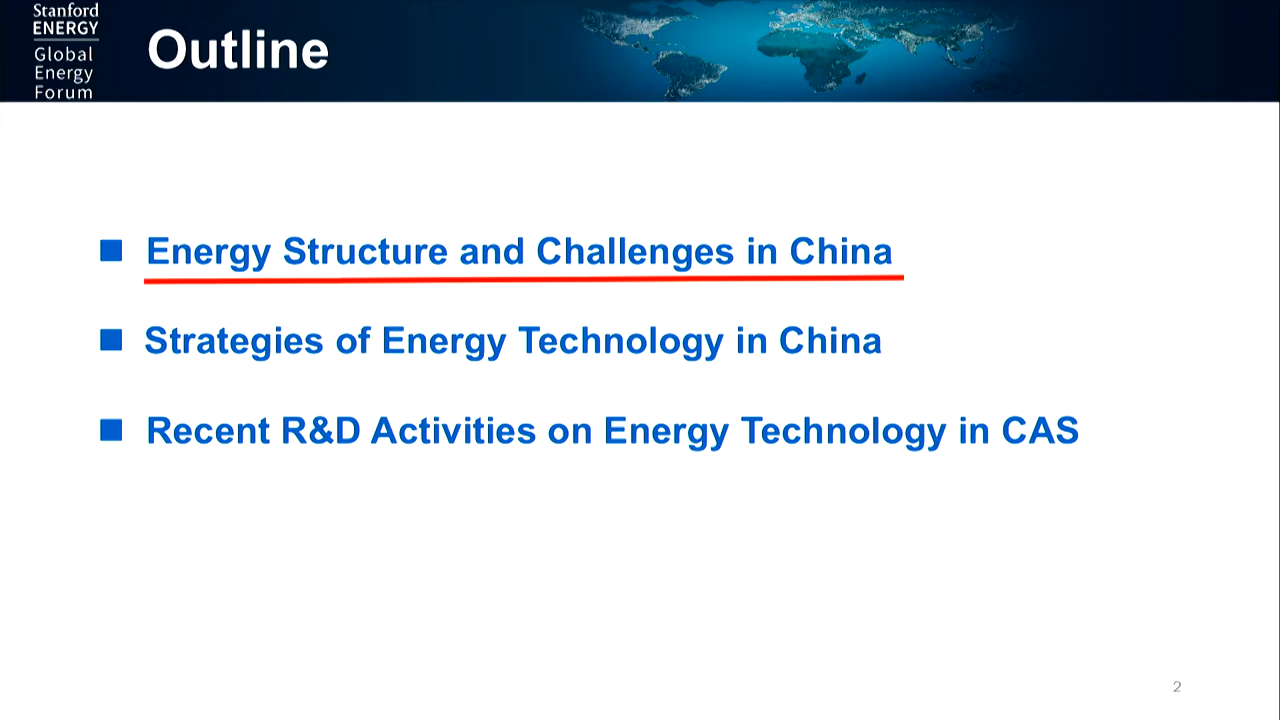 Stanford
ENERGY
Global
Energy
Forum
Outline
Energy Structure and Challenges in China
Strategies of Energy Technology in China
Recent R&D Activities on Energy Technology in CAS
2